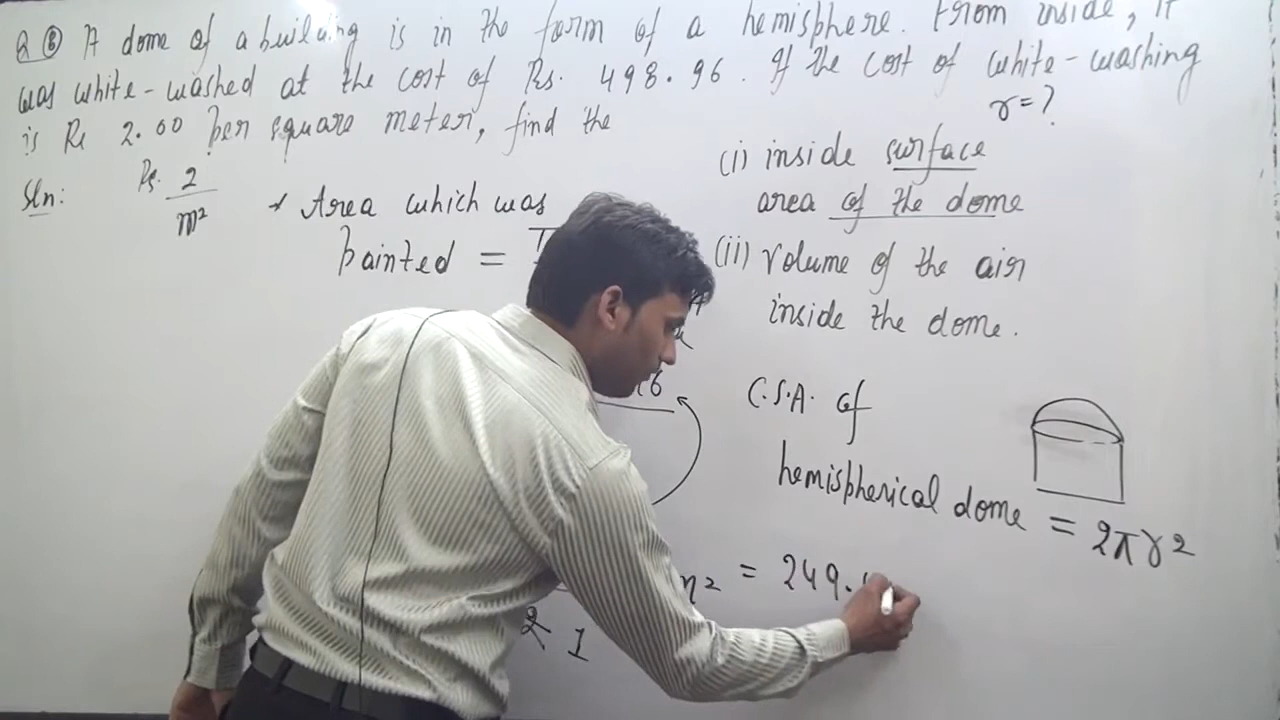 Q ⑧ A dome of a building is in the form of a hemisphere. From inside, it
was white-washed at the cost of Rs. 498.96. If the cost of white-washing
is Re 2.00 per square meter, find the
r=?
(i) inside surface
area of the dome
(ii) volume of the air
inside the dome.
Sln:
Rs. 2
m²
Area which was
painted =
C.S.A. of
hemispherical dome = 2πr²
m² = 249.
2 1